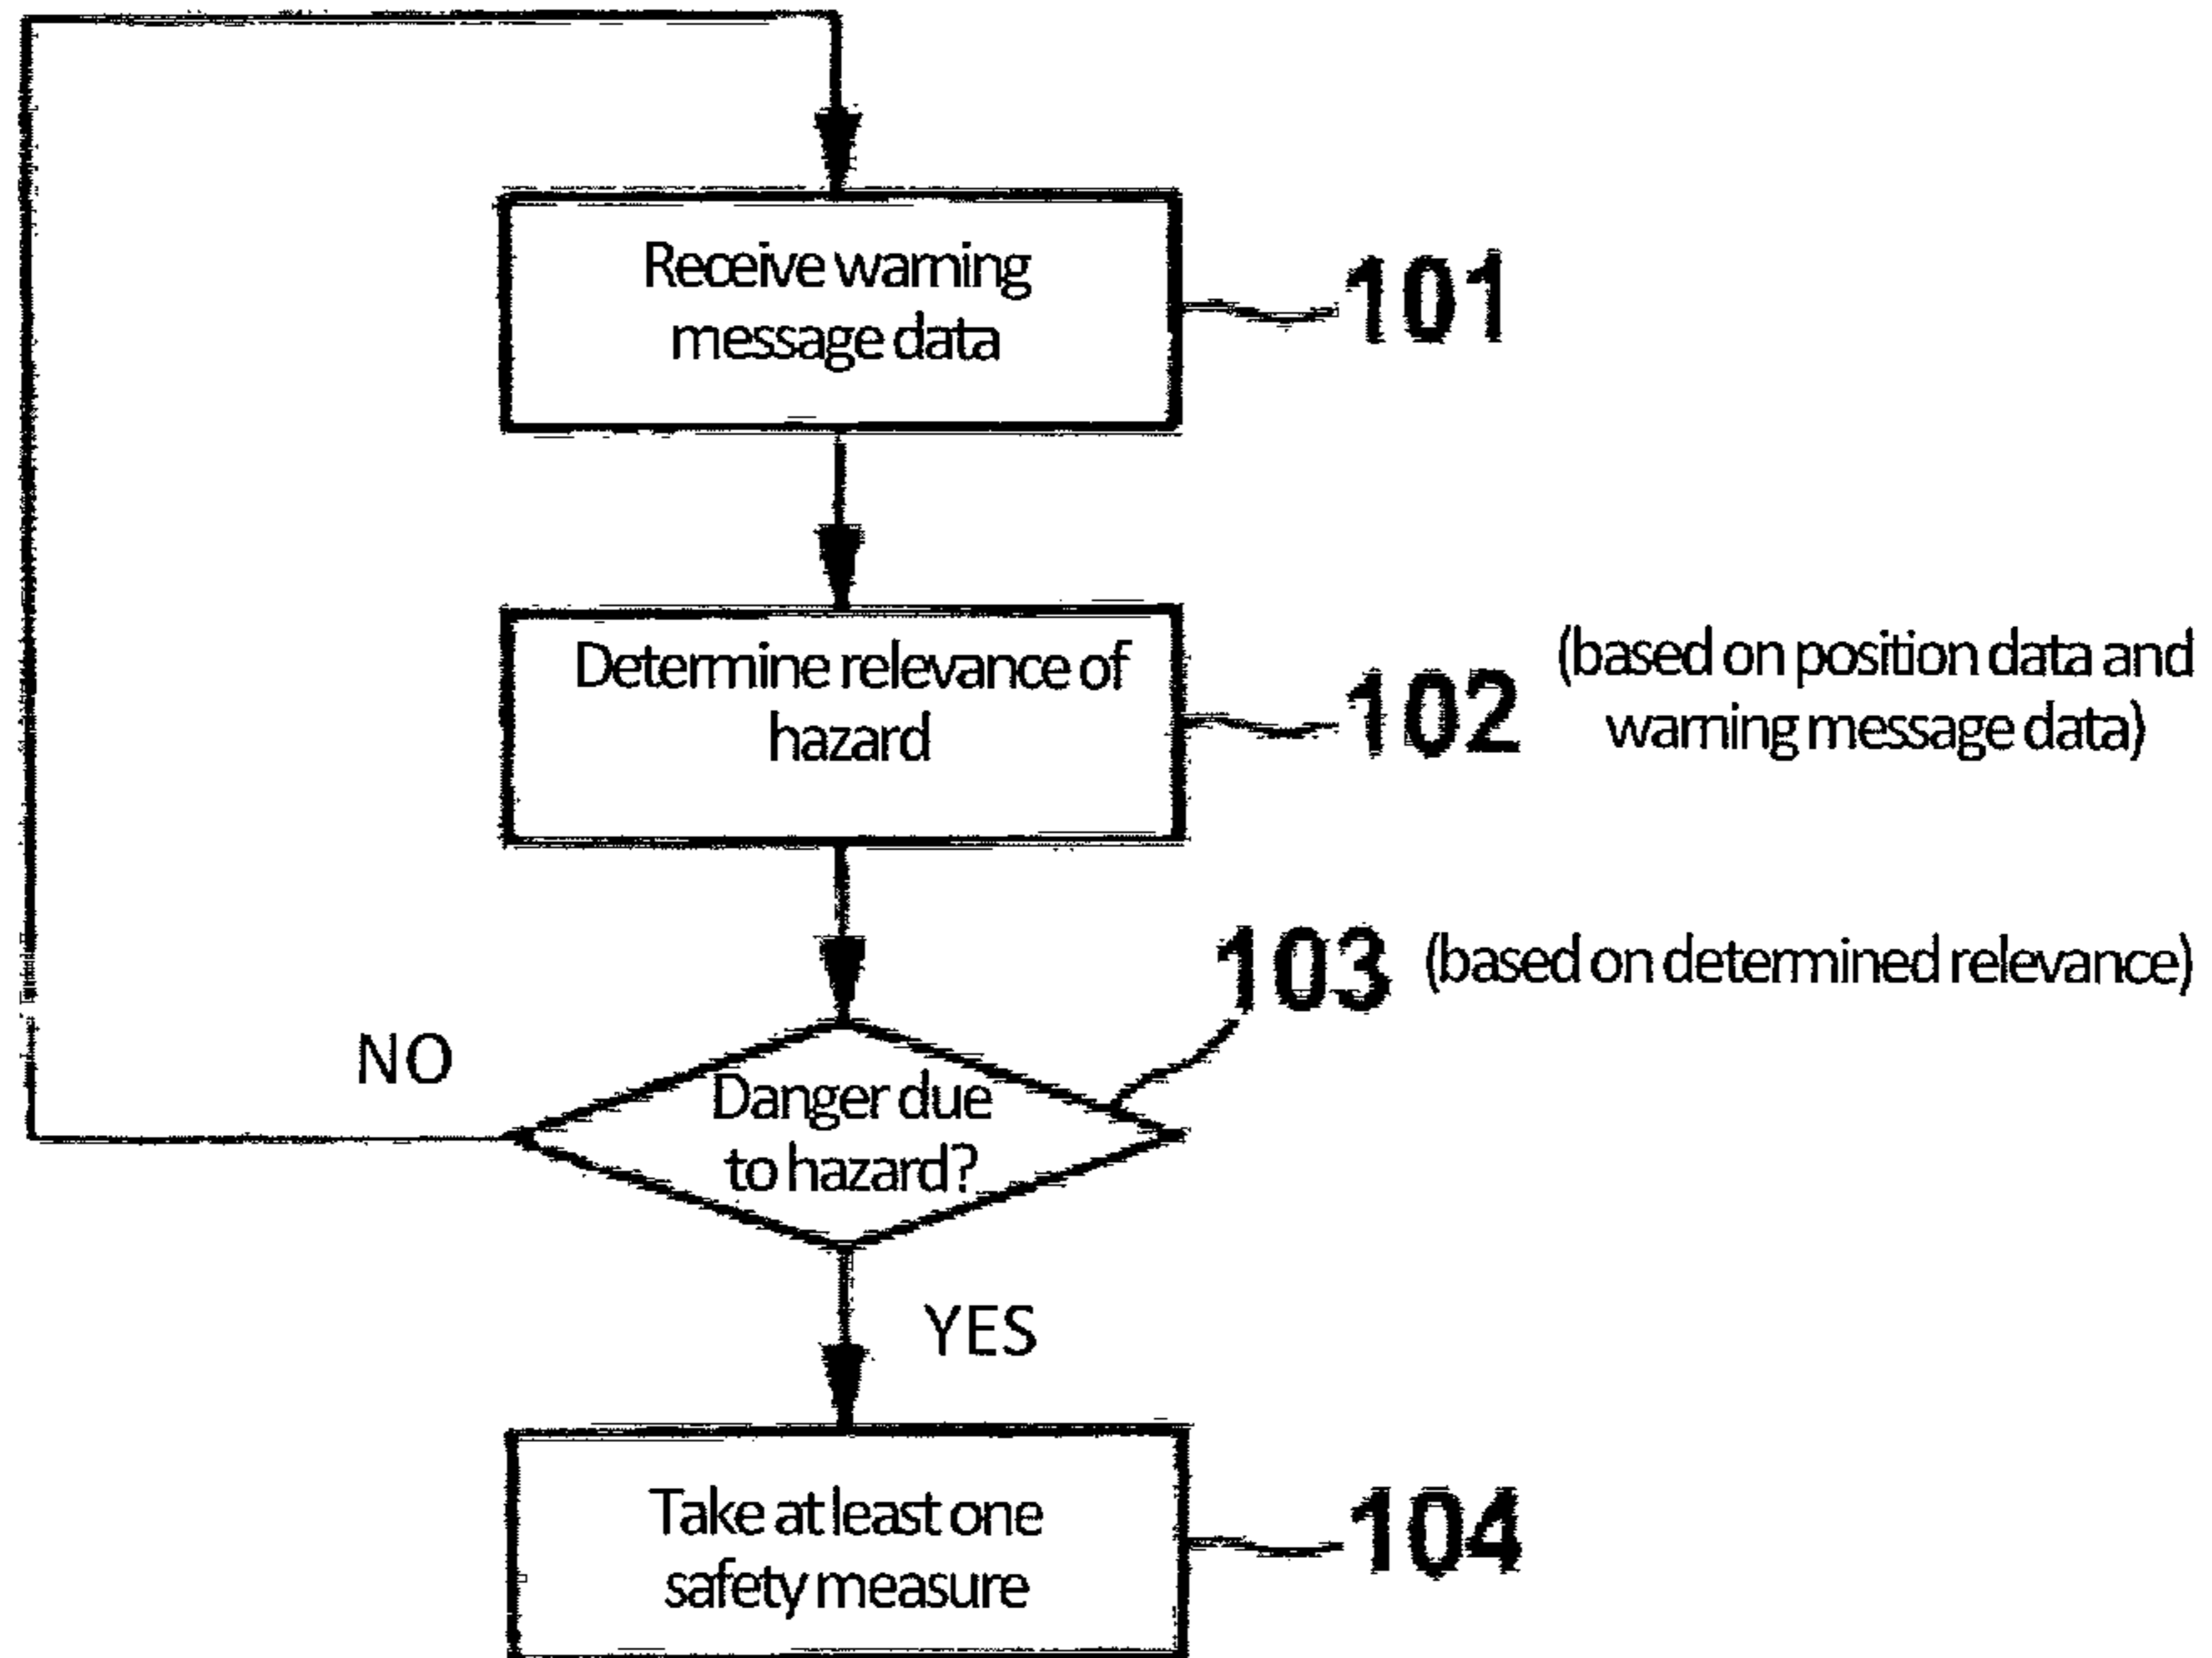 Receive warning
message data
101
Determine relevance of
hazard
102
(based on position data and
warning message data)
103 (based on determined relevance)
NO
Danger due
to hazard?
YES
Take at least one
safety measure
104